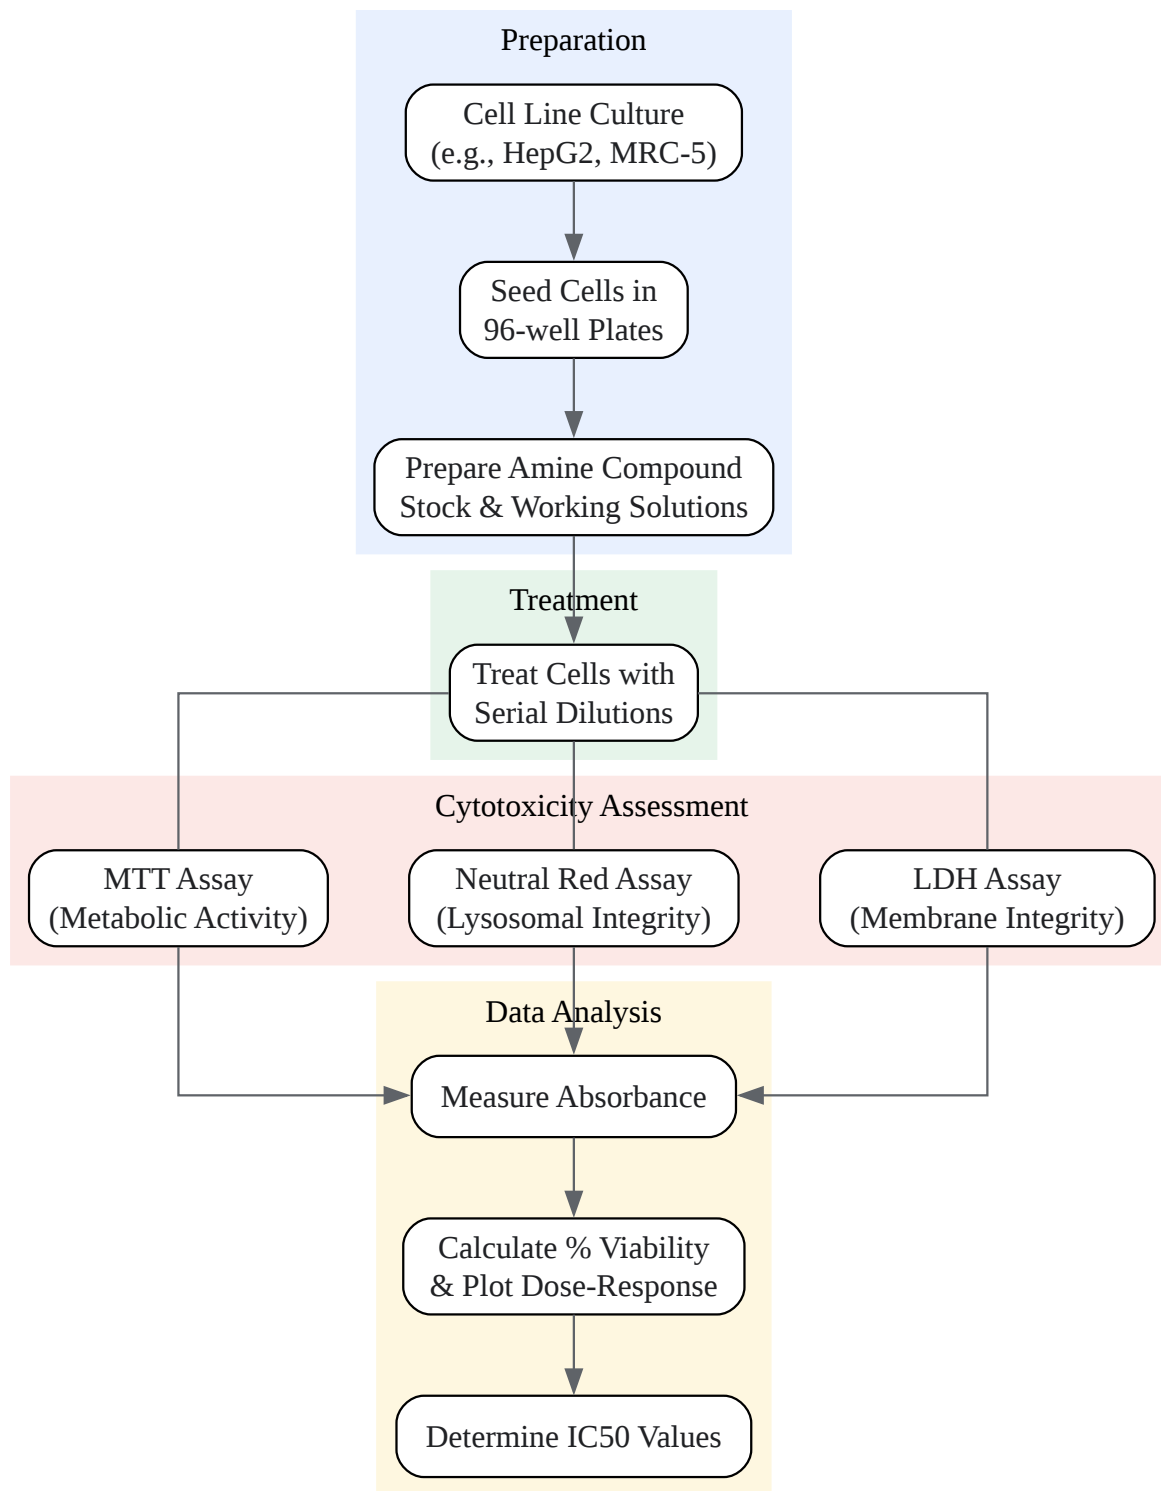 Preparation
Cell Line Culture
(e.g., HepG2, MRC-5)
Seed Cells in
96-well Plates
Prepare Amine Compound
Stock & Working Solutions
Treatment
Treat Cells with
Serial Dilutions
Cytotoxicity Assessment
MTT Assay
(Metabolic Activity)
Neutral Red Assay
(Lysosomal Integrity)
LDH Assay
(Membrane Integrity)
Data Analysis
Measure Absorbance
Calculate % Viability
& Plot Dose-Response
Determine IC50 Values